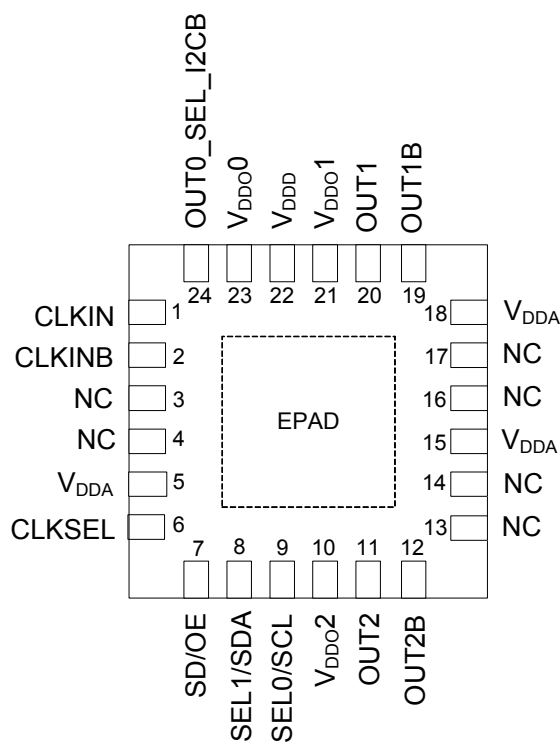 OUT0_SEL_I2CB
VDDO0
VDDD
VDDO1
OUT1
OUT1B
24 23 22 21 20 19
CLKIN 1
CLKINB 2
NC 3
NC 4
VDDA 5
CLKSEL 6
EPAD
18 VDDA
17 NC
16 NC
15 VDDA
14 NC
13 NC
7 8 9 10 11 12
SD/OE
SEL1/SDA
SEL0/SCL
VDDO2
OUT2
OUT2B